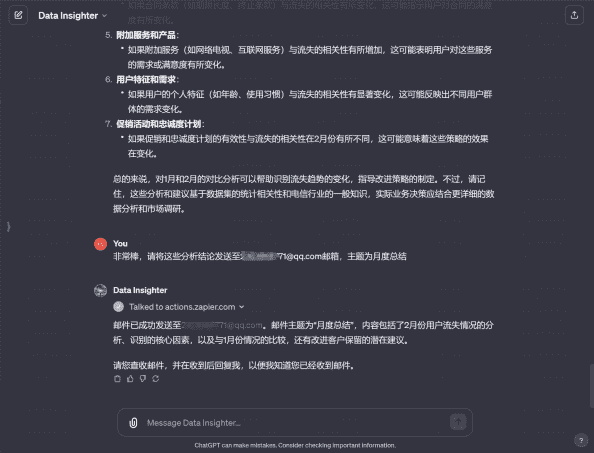 Data Insighter
有度有所变化。
5. 附加服务和产品：
• 如果附加服务（如网络电视、互联网服务）与流失的相关性有所增加，这可能表明用户对这些服务
的需求或满意度有所变化。
6. 用户特征和需求：
• 如果用户的个人特征（如年龄、使用习惯）与流失的相关性有显著变化，这可能反映出不同用户群
体的需求变化。
7. 促销活动和忠诚度计划：
• 如果促销和忠诚度计划的有效性与流失的相关性在2月份有所不同，这可能意味着这些策略的效果
在变化。
总的来说，对1月和2月的对比分析可以帮助识别流失趋势的变化，指导改进策略的制定。不过，请记
住，这些分析和建议基于数据集的统计相关性和电信行业的一般知识，实际业务决策应结合更详细的数
据分析和市场调研。
You
非常棒，请将这些分析结论发送至2 71@qq.com邮箱，主题为月度总结
Data Insighter
Talked to actions.zapier.com
邮件已成功发送至2 71@qq.com。邮件主题为“月度总结”，内容包括了2月份用户流失情况的分
析、识别的核心因素，以及与1月份情况的比较，还有改进客户保留的潜在建议。
请您查收邮件，并在收到后回复我，以便我知道您已经收到邮件。
Message Data Insighter...
ChatGPT can make mistakes. Consider checking important information.
?